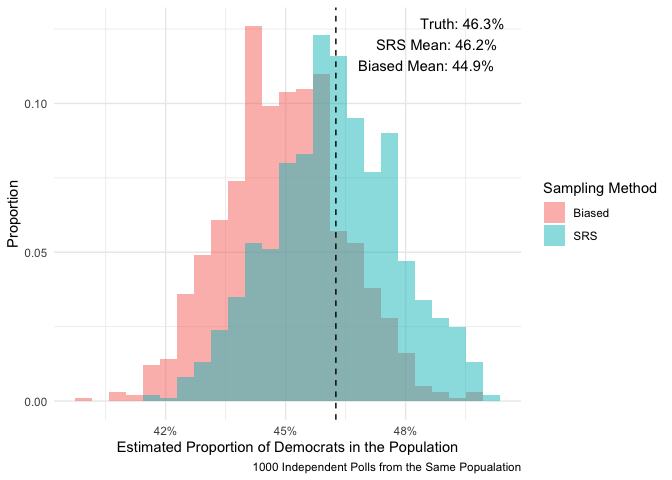 Truth: 46.3%
SRS Mean: 46.2%
Biased Mean: 44.9%
0.10
0.05
0.00
Proportion
42%
45%
48%
Estimated Proportion of Democrats in the Population
1000 Independent Polls from the Same Popualation
Sampling Method
Biased
SRS